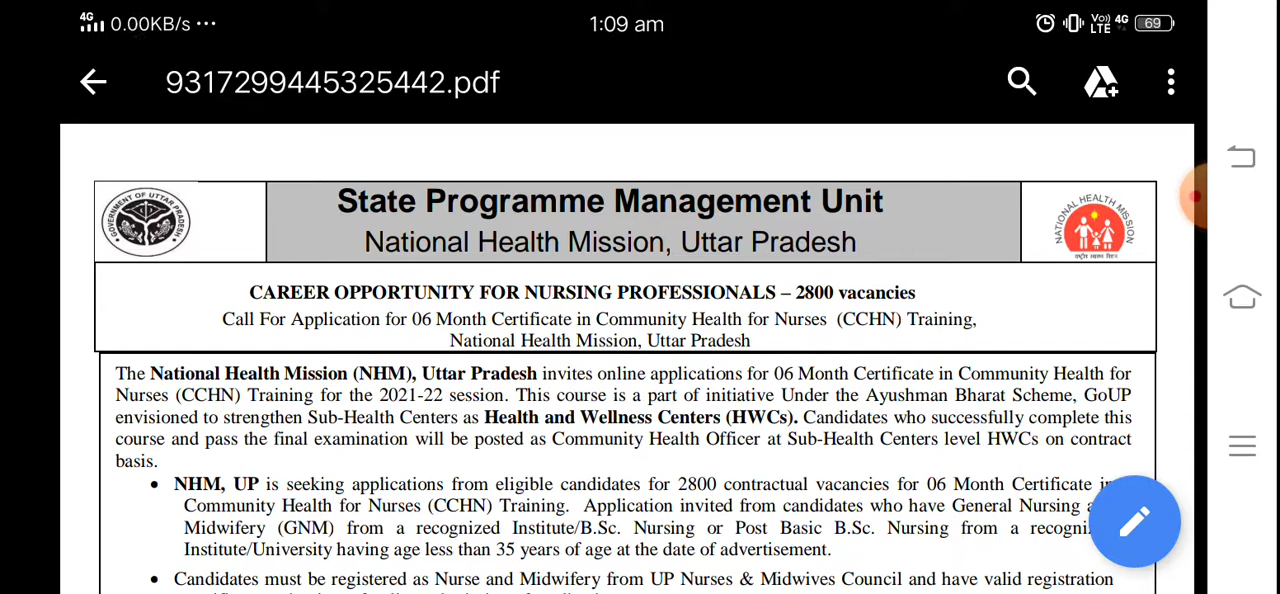 4G 0.00KB/s ...
1:09 am
Vo)) LTE 4G 69
9317299445325442.pdf
GOVERNMENT OF UTTAR PRADESH
State Programme Management Unit
National Health Mission, Uttar Pradesh
NATIONAL HEALTH MISSION
CAREER OPPORTUNITY FOR NURSING PROFESSIONALS – 2800 vacancies
Call For Application for 06 Month Certificate in Community Health for Nurses (CCHN) Training,
National Health Mission, Uttar Pradesh
The National Health Mission (NHM), Uttar Pradesh invites online applications for 06 Month Certificate in Community Health for
Nurses (CCHN) Training for the 2021-22 session. This course is a part of initiative Under the Ayushman Bharat Scheme, GoUP
envisioned to strengthen Sub-Health Centers as Health and Wellness Centers (HWCs). Candidates who successfully complete this
course and pass the final examination will be posted as Community Health Officer at Sub-Health Centers level HWCs on contract
basis.
• NHM, UP is seeking applications from eligible candidates for 2800 contractual vacancies for 06 Month Certificate
Community Health for Nurses (CCHN) Training. Application invited from candidates who have General Nursing
Midwifery (GNM) from a recognized Institute/B.Sc. Nursing or Post Basic B.Sc. Nursing from a
Institute/University having age less than 35 years of age at the date of advertisement.
• Candidates must be registered as Nurse and Midwifery from UP Nurses & Midwives Council and have valid registration